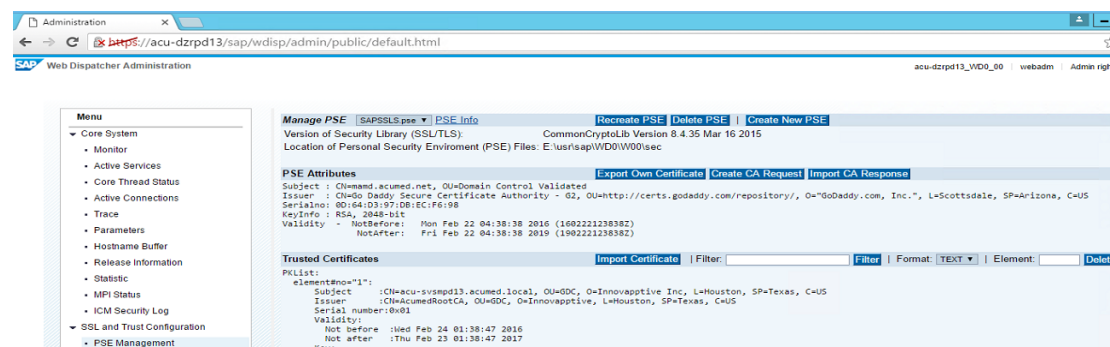 Administration
https://acu-dzrpd13/sap/wdisp/admin/public/default.html
SAP Web Dispatcher Administration
acu-dzrpd13_WD0_00 webadm Admin righ
Menu
Core System
Monitor
Active Services
Core Thread Status
Active Connections
Trace
Parameters
Hostname Buffer
Release Information
Statistic
MPI Status
ICM Security Log
SSL and Trust Configuration
PSE Management
Manage PSE SAPSSLS.pse PSE Info Recreate PSE Delete PSE | Create New PSE
Version of Security Library (SSL/TLS): CommonCryptoLib Version 8.4.35 Mar 16 2015
Location of Personal Security Enviroment (PSE) Files: E:\usr\sap\WD0\W00\sec
PSE Attributes Export Own Certificate Create CA Request Import CA Response
Subject : CN=mamd.acumed.net, OU=Domain Control Validated
Issuer : CN=Go Daddy Secure Certificate Authority - G2, OU=http://certs.godaddy.com/repository/, O="GoDaddy.com, Inc.", L=Scottsdale, SP=Arizona, C=US
Serialno: 0D:64:D3:97:DB:EC:F6:98
KeyInfo : RSA, 2048-bit
Validity - NotBefore: Mon Feb 22 04:38:38 2016 (160222123838Z)
NotAfter: Fri Feb 22 04:38:38 2019 (190222123838Z)
Trusted Certificates Import Certificate | Filter: Filter | Format: TEXT | Element: Delet
PKList:
element#no="1":
Subject :CN=acu-svsmpd13.acumed.local, OU=GDC, O=Innovapptive Inc, L=Houston, SP=Texas, C=US
Issuer :CN=AcumedRootCA, OU=GDC, O=Innovapptive, L=Houston, SP=Texas, C=US
Serial number:0x01
Validity:
Not before :Wed Feb 24 01:38:47 2016
Not after :Thu Feb 23 01:38:47 2017